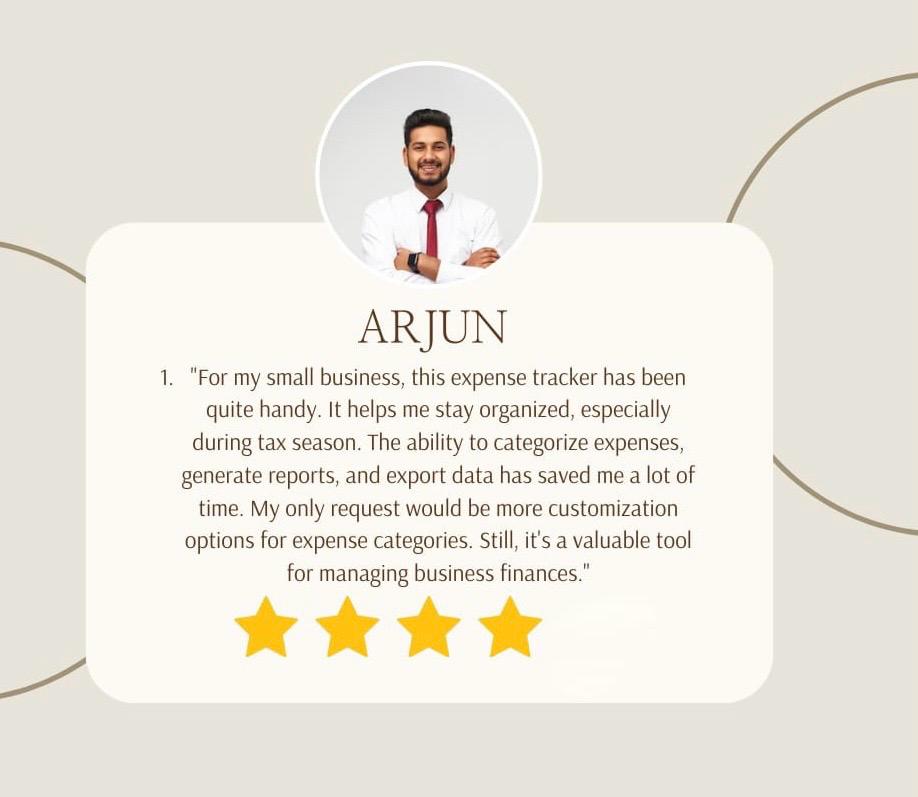 ARJUN
1. "For my small business, this expense tracker has been
quite handy. It helps me stay organized, especially
during tax season. The ability to categorize expenses,
generate reports, and export data has saved me a lot of
time. My only request would be more customization
options for expense categories. Still, it's a valuable tool
for managing business finances."